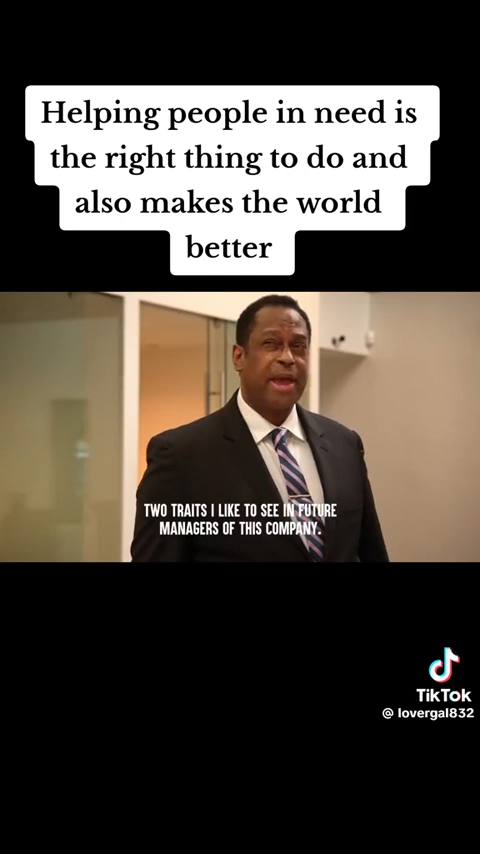 Helping people in need is
the right thing to do and
also makes the world
better
TWO TRAITS I LIKE TO SEE IN FUTURE
MANAGERS OF THIS COMPANY.
TikTok
@ lovergal832